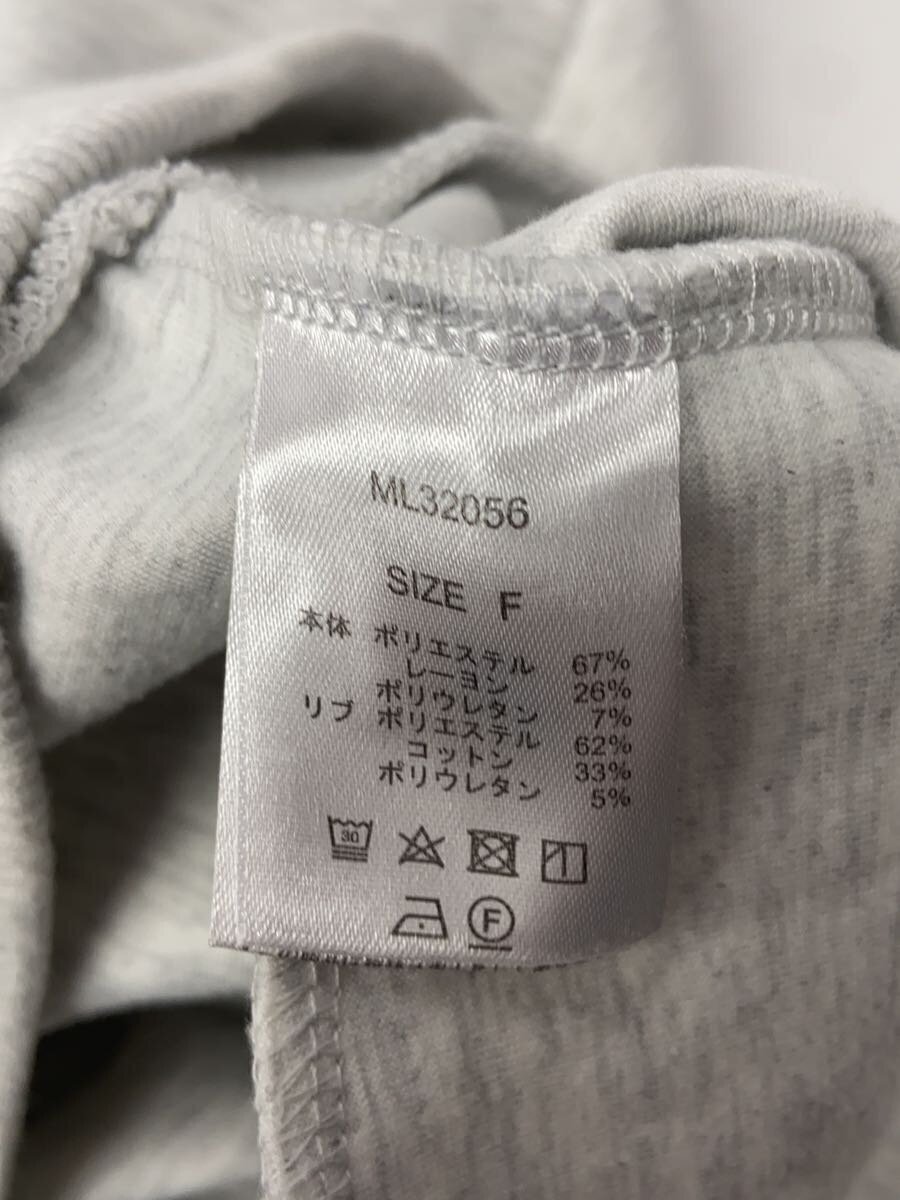 ML32056
SIZE F
本体 ポリエステル 67%
レーヨン 26%
ポリウレタン 7%
リブ ポリエステル 62%
コットン 33%
ポリウレタン 5%
30
F